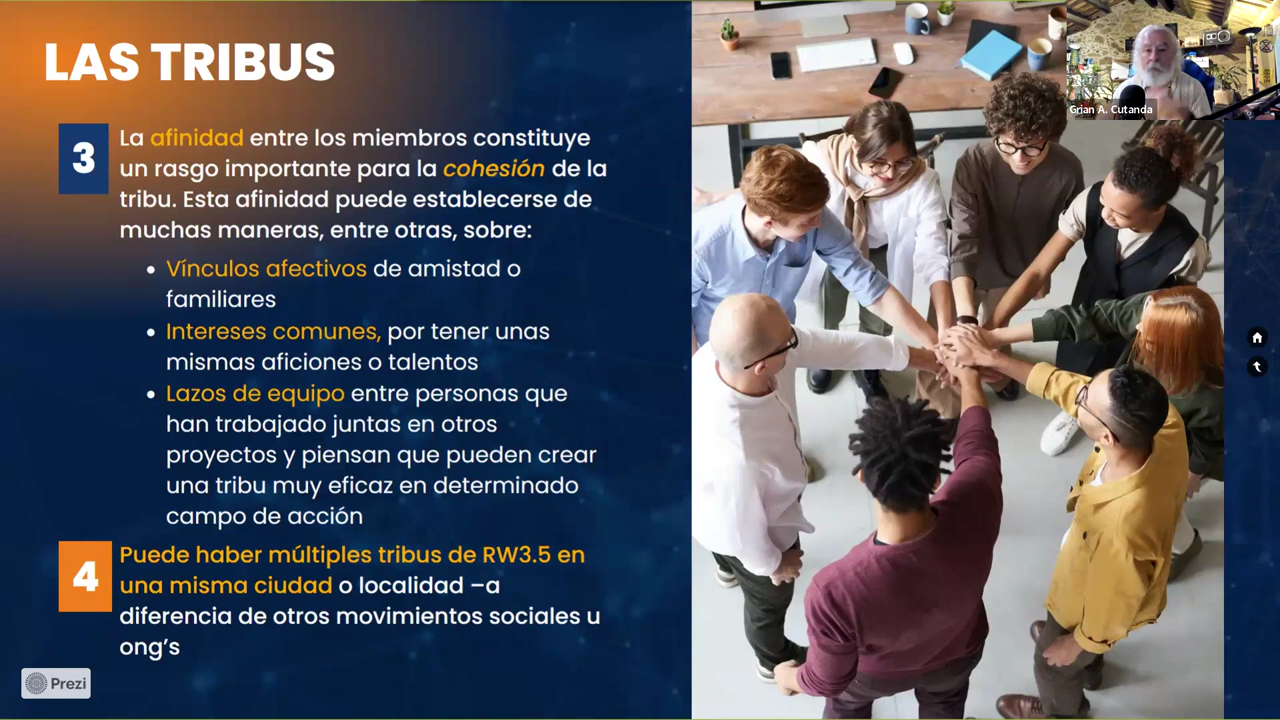 LAS TRIBUS
3
La afinidad entre los miembros constituye
un rasgo importante para la cohesión de la
tribu. Esta afinidad puede establecerse de
muchas maneras, entre otras, sobre:
• Vínculos afectivos de amistad o
familiares
• Intereses comunes, por tener unas
mismas aficiones o talentos
• Lazos de equipo entre personas que
han trabajado juntas en otros
proyectos y piensan que pueden crear
una tribu muy eficaz en determinado
campo de acción
4
Puede haber múltiples tribus de RW3.5 en
una misma ciudad o localidad –a
diferencia de otros movimientos sociales u
ong's
Prezi
Grian A. Cutanda